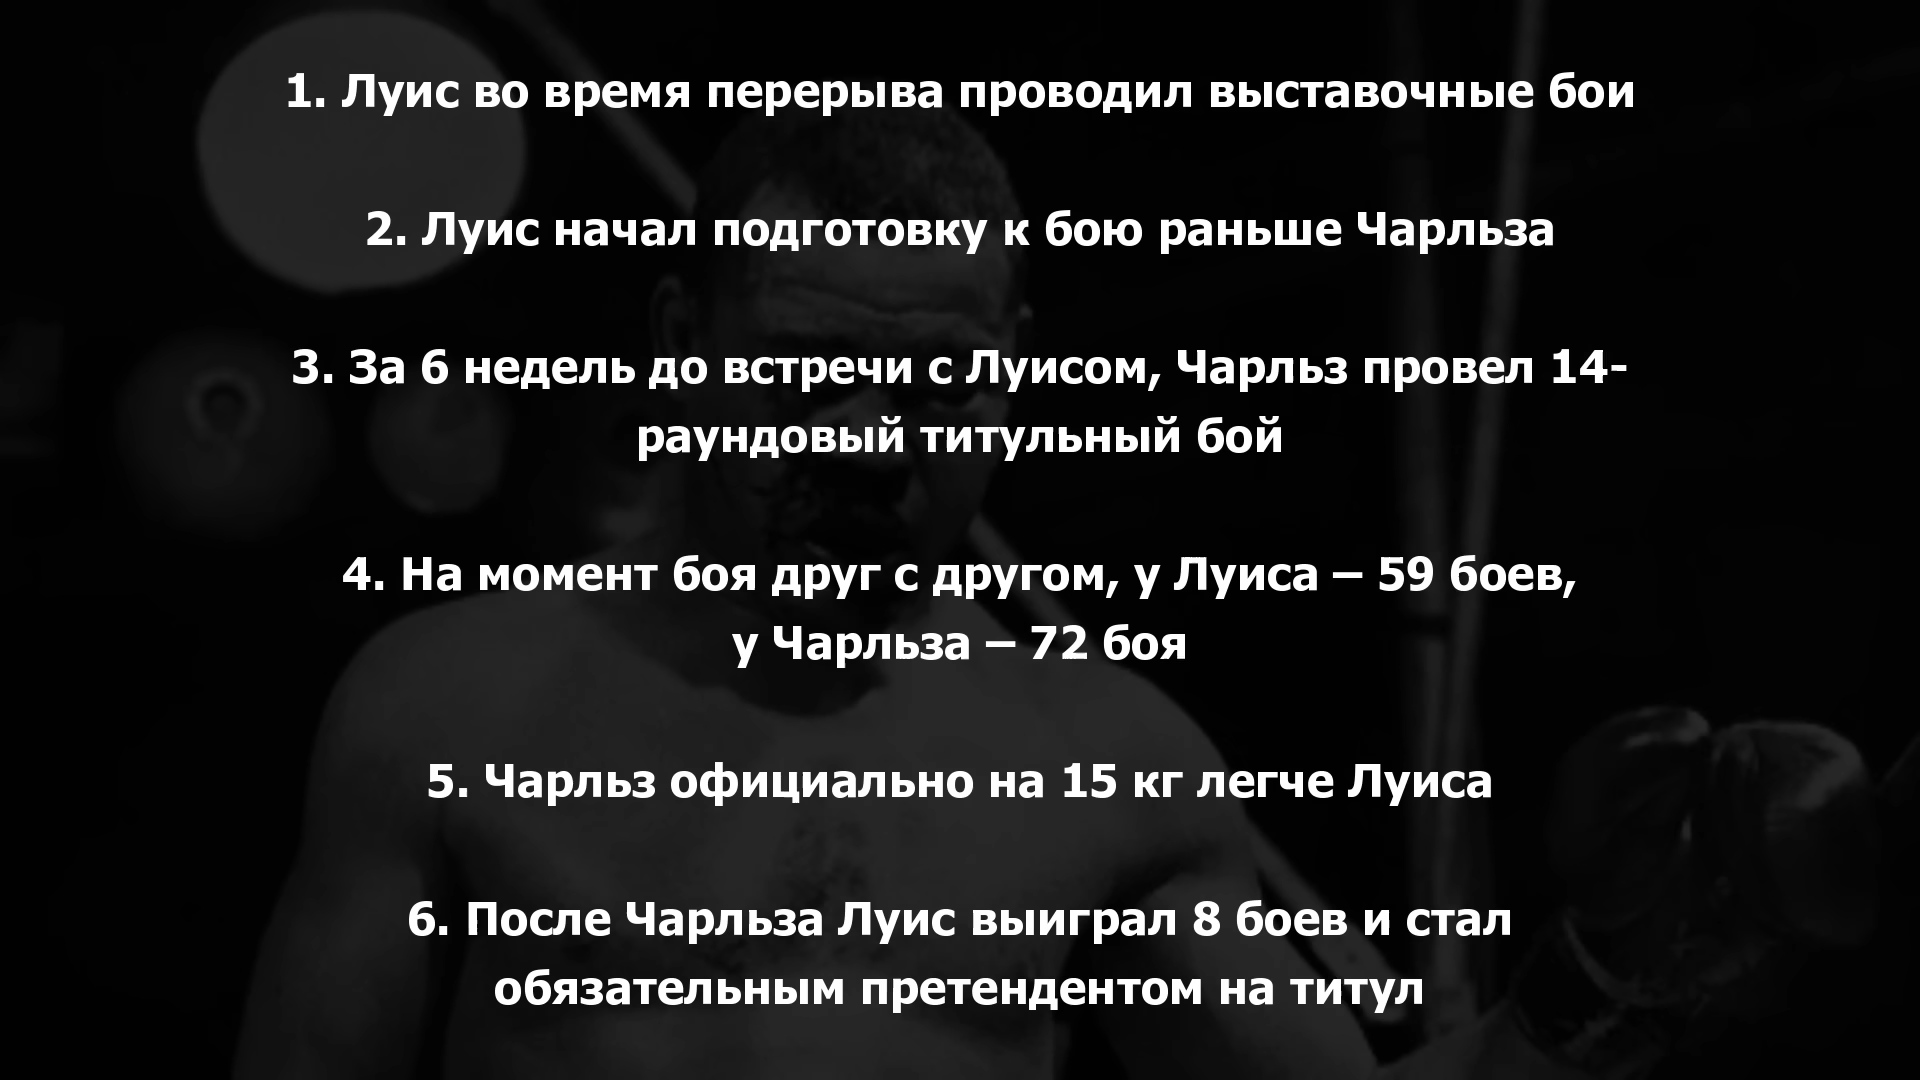 1. Луис во время перерыва проводил выставочные бои
2. Луис начал подготовку к бою раньше Чарльза
3. За 6 недель до встречи с Луисом, Чарльз провел 14-
раундовый титульный бой
4. На момент боя друг с другом, у Луиса – 59 боев,
у Чарльза – 72 боя
5. Чарльз официально на 15 кг легче Луиса
6. После Чарльза Луис выиграл 8 боев и стал
обязательным претендентом на титул